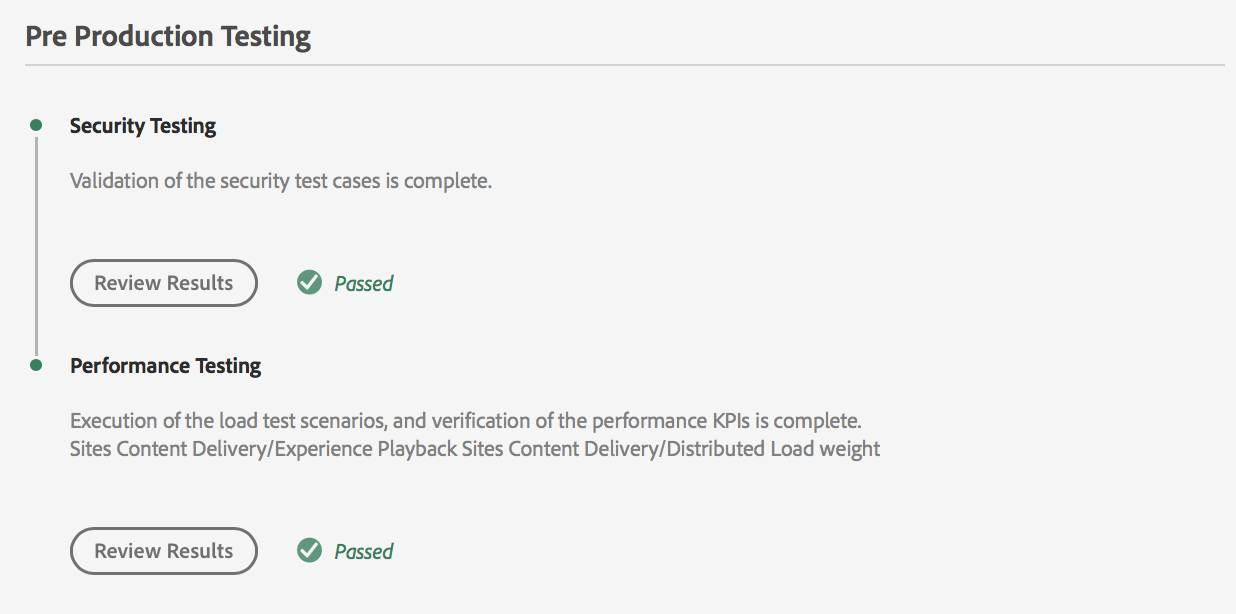 Pre Production Testing
Security Testing
Validation of the security test cases is complete.
Review Results
Passed
Performance Testing
Execution of the load test scenarios, and verification of the performance KPIs is complete.
Sites Content Delivery/Experience Playback Sites Content Delivery/Distributed Load weight
Review Results
Passed